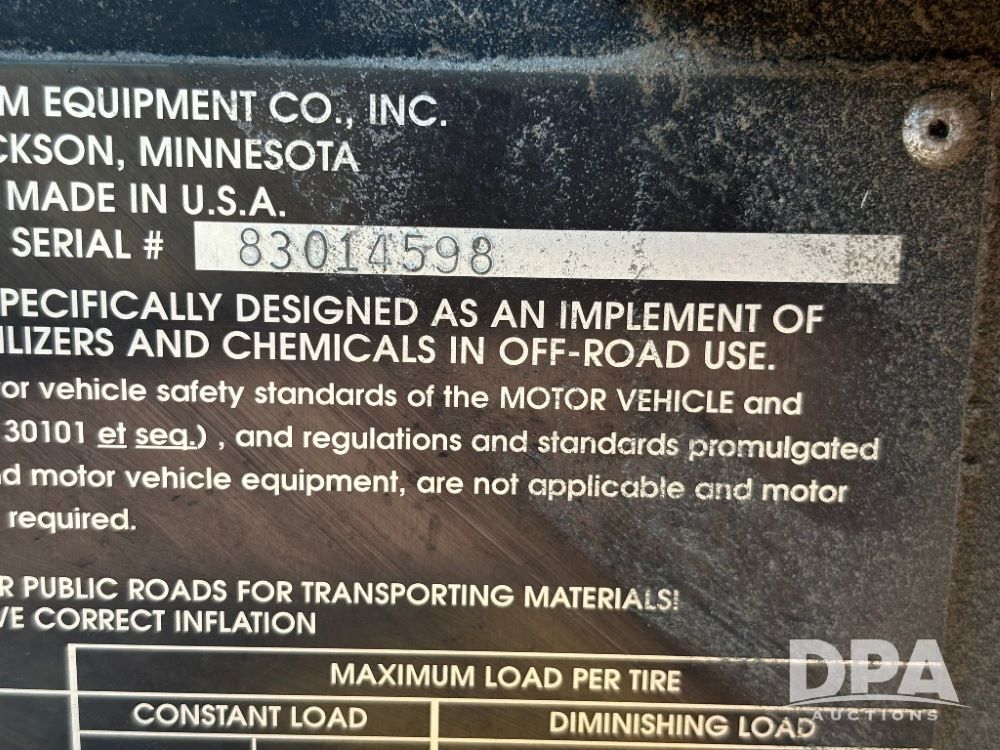 M EQUIPMENT CO., INC.
CKSON, MINNESOTA
MADE IN U.S.A.
SERIAL # 83014598
PECIFICALLY DESIGNED AS AN IMPLEMENT OF
ILIZERS AND CHEMICALS IN OFF-ROAD USE.
or vehicle safety standards of the MOTOR VEHICLE and
30101 et seq.) , and regulations and standards promulgated
d motor vehicle equipment, are not applicable and motor
required.
R PUBLIC ROADS FOR TRANSPORTING MATERIALS!
VE CORRECT INFLATION
MAXIMUM LOAD PER TIRE
CONSTANT LOAD
DIMINISHING LOAD
DPA
AUCTIONS